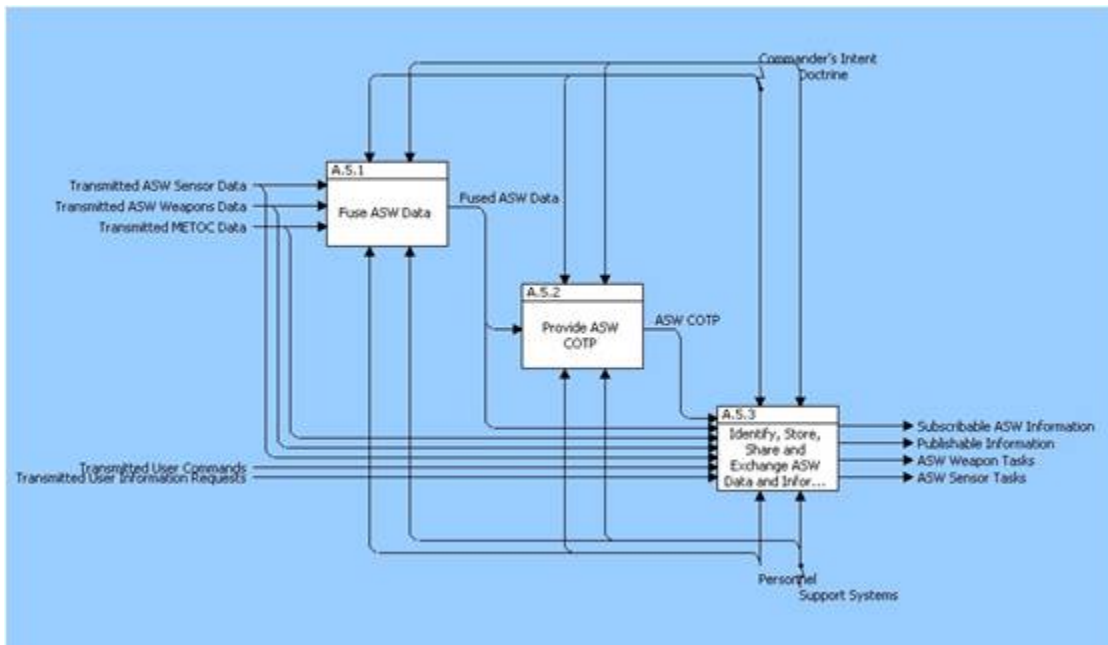 Commander's Intent
Doctrine
A.5.1
Transmitted ASW Sensor Data
Transmitted ASW Weapons Data
Transmitted METOC Data
Fuse ASW Data
Fused ASW Data
A.5.2
Provide ASW
COTP
ASW COTP
A.5.3
Identify, Store,
Share and
Exchange ASW
Data and Infor...
Transmitted User Commands
Transmitted User Information Requests
Subscribable ASW Information
Publishable Information
ASW Weapon Tasks
ASW Sensor Tasks
Personnel
Support Systems